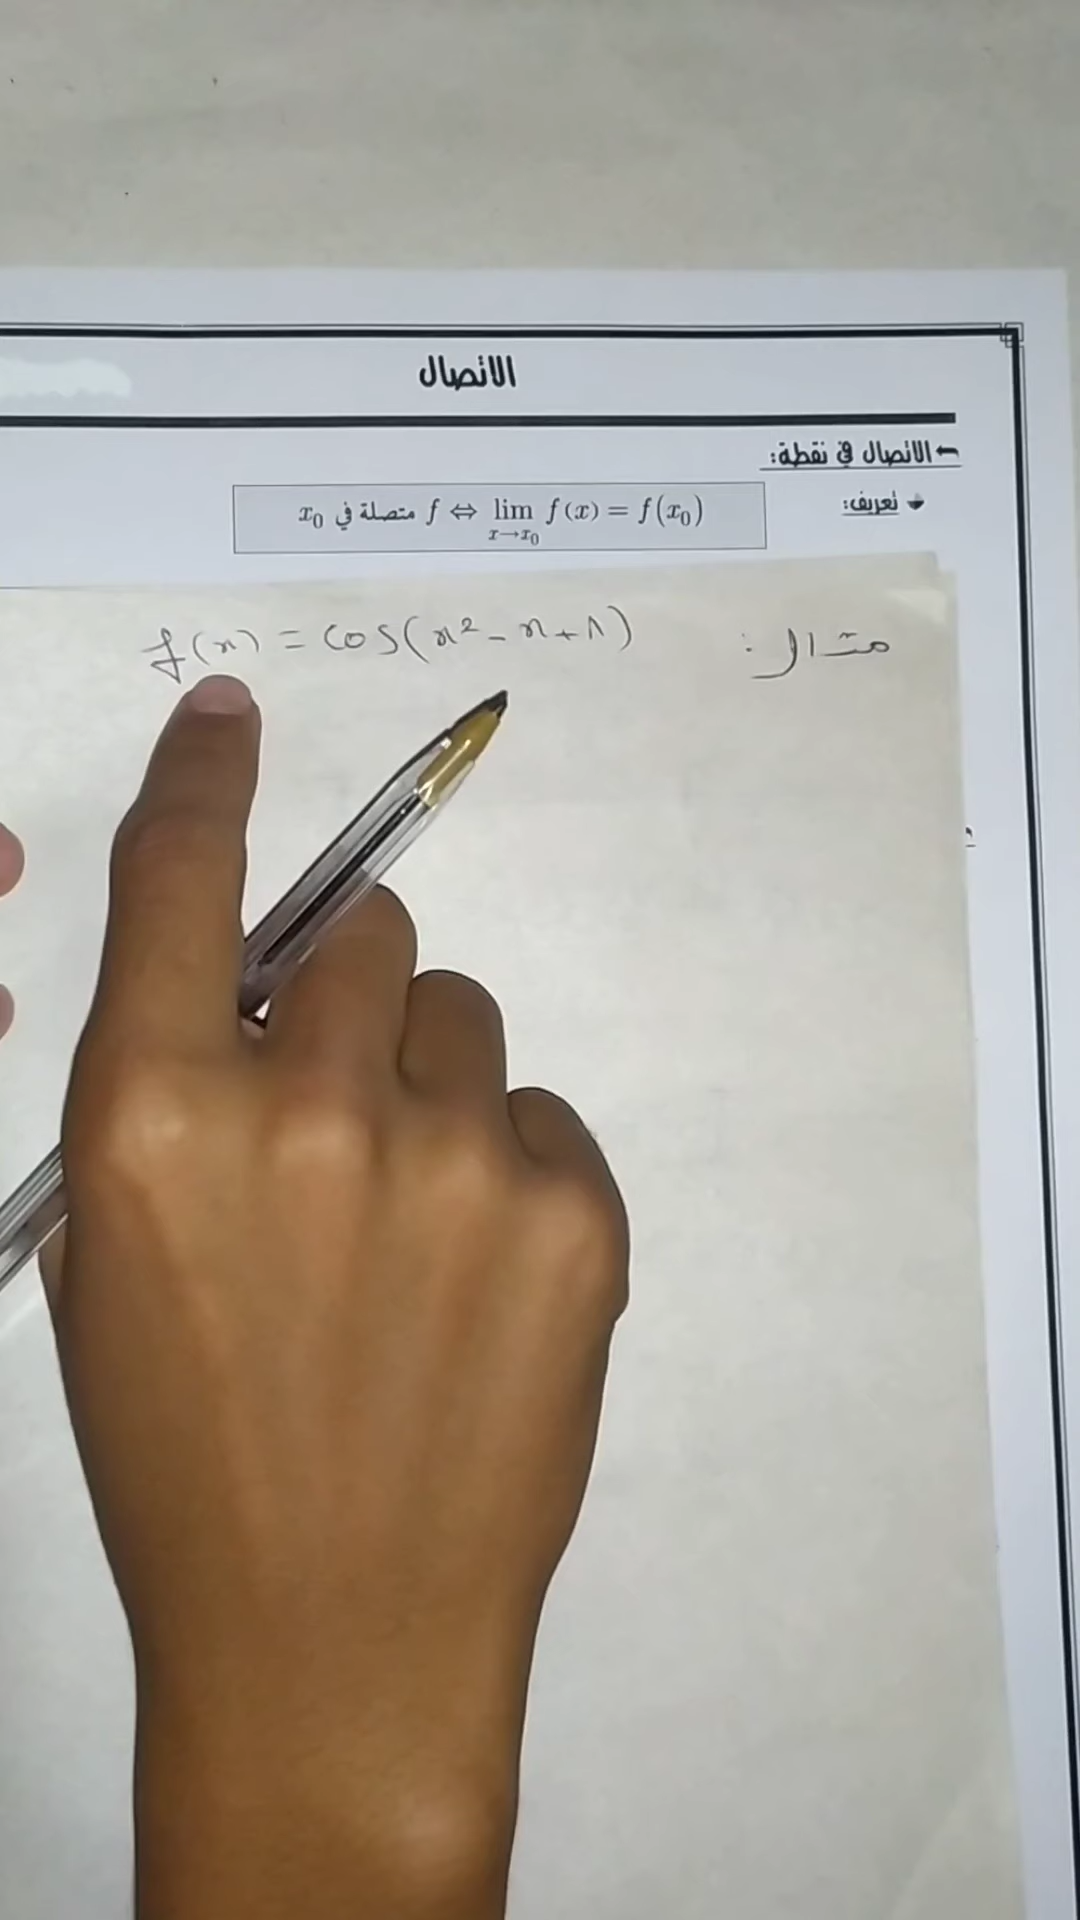 الاتصال
الاتصال في نقطة:
تعريف:
f متصلة في x₀ ⇔ lim_{x→x₀} f(x) = f(x₀)
مثال: f(x) = cos(x² - x + 1)